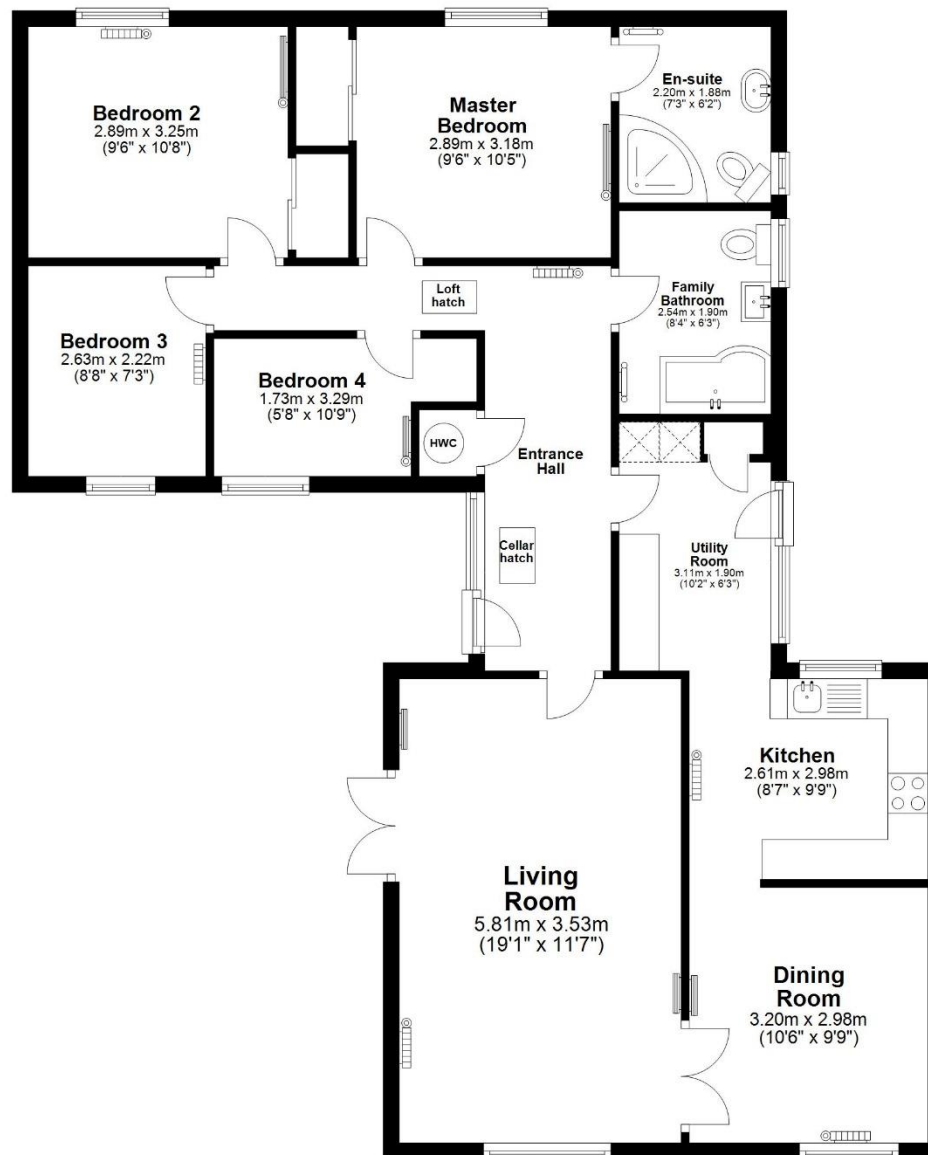 Bedroom 2
2.89m x 3.25m
(9'6" x 10'8")
Master
Bedroom
2.89m x 3.18m
(9'6" x 10'5")
En-suite
2.20m x 1.88m
(7'3" x 6'2")
Family
Bathroom
2.54m x 1.90m
(8'4" x 6'3")
Loft
hatch
Bedroom 3
2.63m x 2.22m
(8'8" x 7'3")
Bedroom 4
1.73m x 3.29m
(5'8" x 10'9")
HWC
Entrance
Hall
Cellar
hatch
Utility
Room
3.11m x 1.90m
(10'2" x 6'3")
Kitchen
2.61m x 2.98m
(8'7" x 9'9")
Living
Room
5.81m x 3.53m
(19'1" x 11'7")
Dining
Room
3.20m x 2.98m
(10'6" x 9'9")